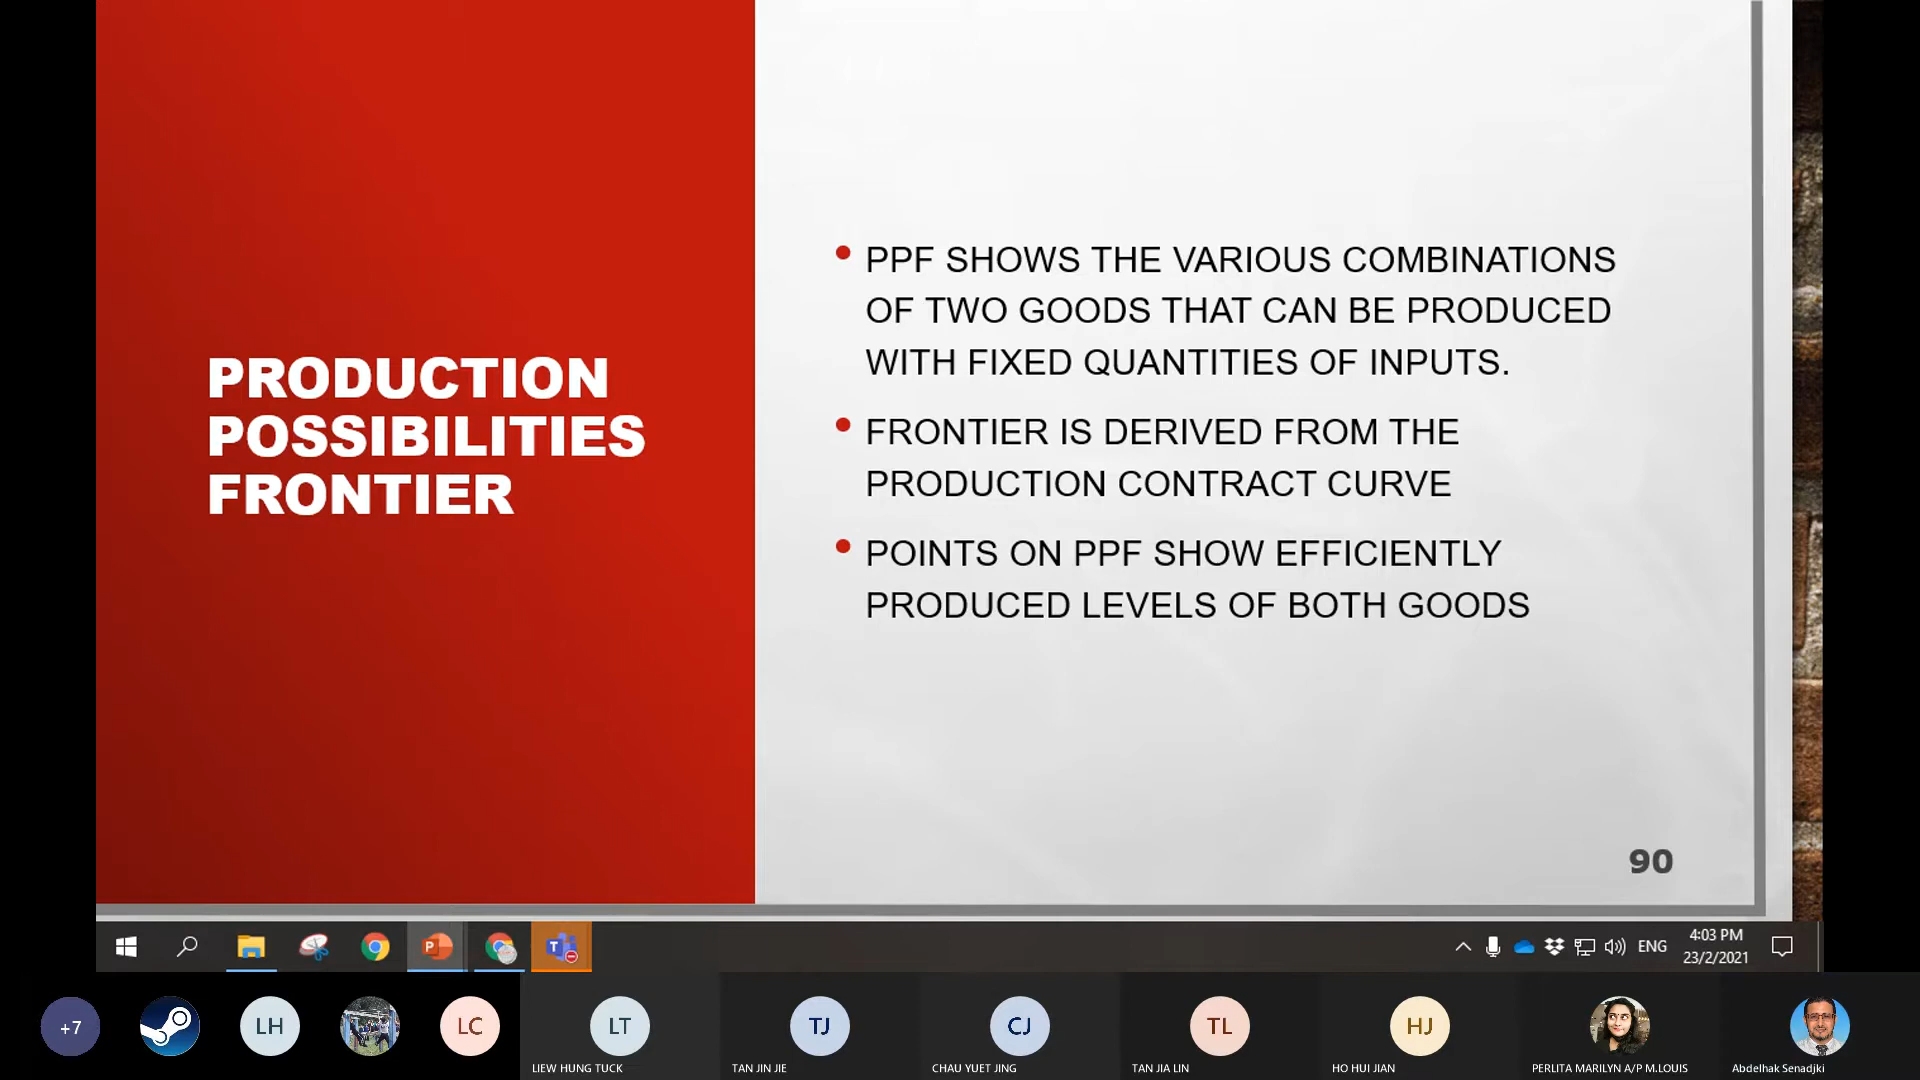 PRODUCTION
POSSIBILITIES
FRONTIER
PPF SHOWS THE VARIOUS COMBINATIONS
OF TWO GOODS THAT CAN BE PRODUCED
WITH FIXED QUANTITIES OF INPUTS.
FRONTIER IS DERIVED FROM THE
PRODUCTION CONTRACT CURVE
POINTS ON PPF SHOW EFFICIENTLY
PRODUCED LEVELS OF BOTH GOODS
90
P
T
ENG
4:03 PM
23/2/2021
+7
LH
LC
LT
TJ
CJ
TL
HJ
LIEW HUNG TUCK
TAN JIN JIE
CHAU YUET JING
TAN JIA LIN
HO HUI JIAN
PERLITA MARILYN A/P M.LOUIS
Abdelhak Senadjki